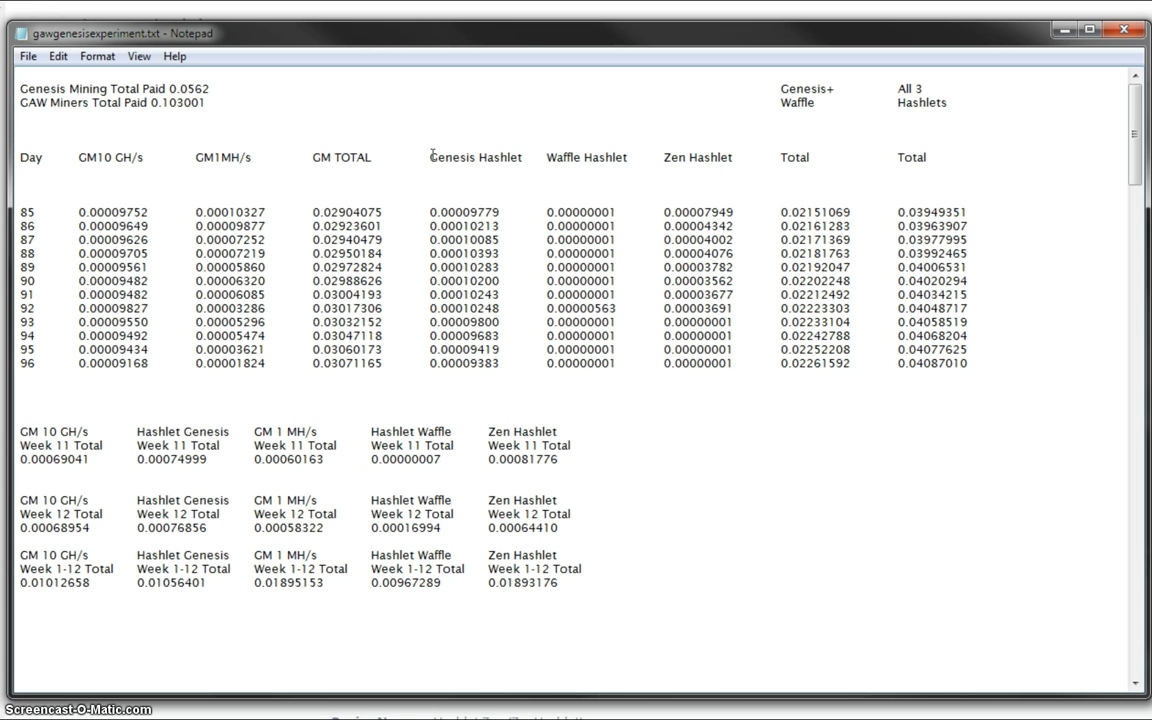 gawgenesisexperiment.txt - Notepad
File Edit Format View Help
Genesis Mining Total Paid 0.0562 Genesis+ All 3
GAW Miners Total Paid 0.103001 Waffle Hashlets
Day GM10 GH/s GM1MH/s GM TOTAL Genesis Hashlet Waffle Hashlet Zen Hashlet Total Total
85 0.00009752 0.00010327 0.02904075 0.00009779 0.00000001 0.00007949 0.02151069 0.03949351
86 0.00009649 0.00009877 0.02923601 0.00010213 0.00000001 0.00004342 0.02161283 0.03963907
87 0.00009626 0.00007252 0.02940479 0.00010085 0.00000001 0.00004002 0.02171369 0.03977995
88 0.00009705 0.00007219 0.02950184 0.00010393 0.00000001 0.00004076 0.02181763 0.03992465
89 0.00009561 0.00005860 0.02972824 0.00010283 0.00000001 0.00003782 0.02192047 0.04006531
90 0.00009482 0.00006320 0.02988626 0.00010200 0.00000001 0.00003562 0.02202248 0.04020294
91 0.00009482 0.00006085 0.03004193 0.00010243 0.00000001 0.00003677 0.02212492 0.04034215
92 0.00009827 0.00003286 0.03017306 0.00010248 0.00000563 0.00003691 0.02223303 0.04048717
93 0.00009550 0.00005296 0.03032152 0.00009800 0.00000001 0.00000001 0.02233104 0.04058519
94 0.00009492 0.00005474 0.03047118 0.00009683 0.00000001 0.00000001 0.02242788 0.04068204
95 0.00009434 0.00003621 0.03060173 0.00009419 0.00000001 0.00000001 0.02252208 0.04077625
96 0.00009168 0.00001824 0.03071165 0.00009383 0.00000001 0.00000001 0.02261592 0.04087010
GM 10 GH/s Hashlet Genesis GM 1 MH/s Hashlet Waffle Zen Hashlet
Week 11 Total Week 11 Total Week 11 Total Week 11 Total Week 11 Total
0.00069041 0.00074999 0.00060163 0.00000007 0.00081776
GM 10 GH/s Hashlet Genesis GM 1 MH/s Hashlet Waffle Zen Hashlet
Week 12 Total Week 12 Total Week 12 Total Week 12 Total Week 12 Total
0.00068954 0.00076856 0.00058322 0.00016994 0.00064410
GM 10 GH/s Hashlet Genesis GM 1 MH/s Hashlet Waffle Zen Hashlet
Week 1-12 Total Week 1-12 Total Week 1-12 Total Week 1-12 Total Week 1-12 Total
0.01012658 0.01056401 0.01895153 0.00967289 0.01893176
Screencast-O-Matic.com